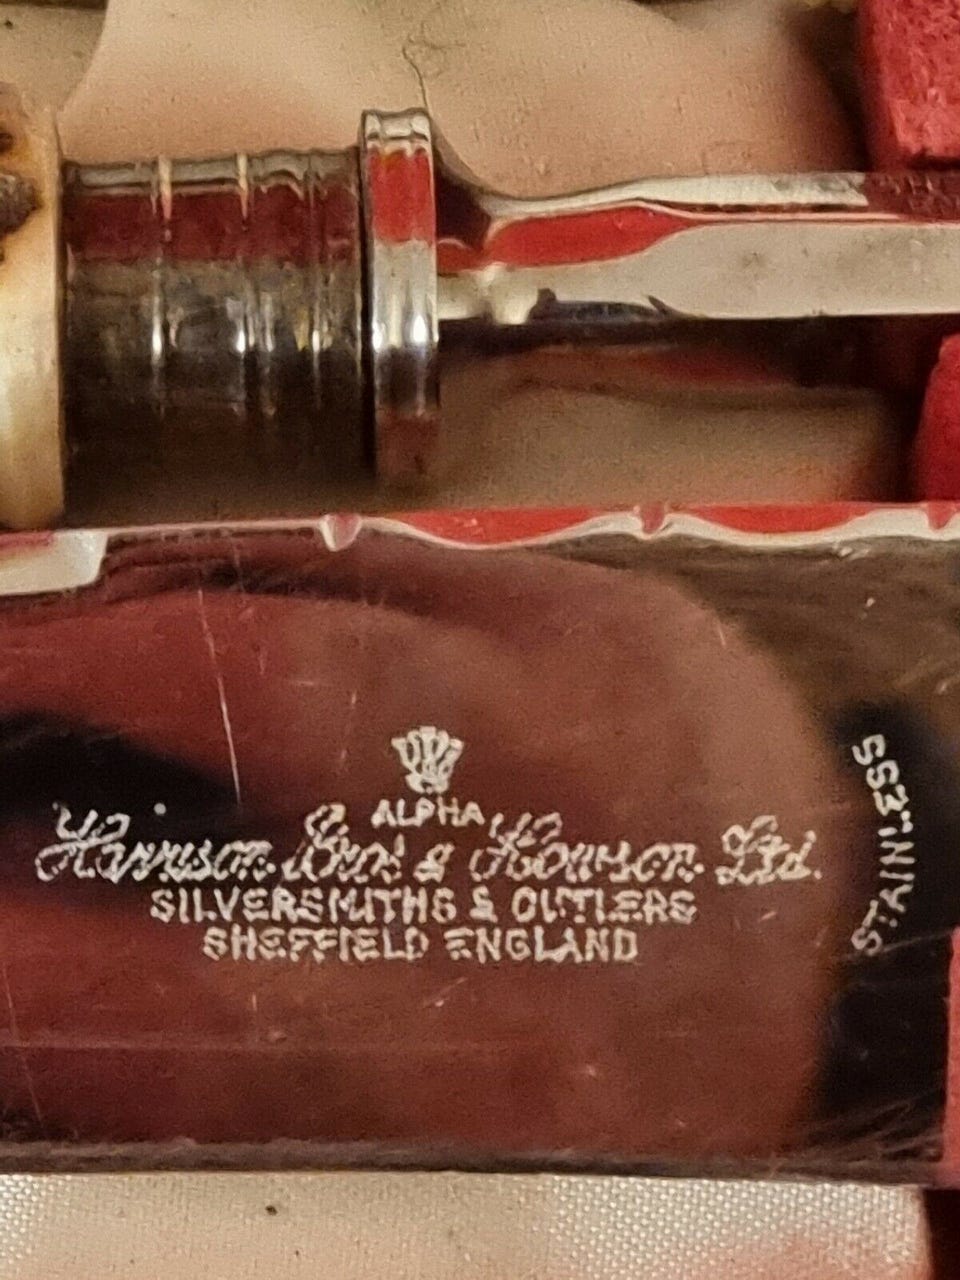 ALPHA
Harrison Bros & Howson Ltd.
SILVERSMITHS & CUTLERS
SHEFFIELD ENGLAND
STAINLESS